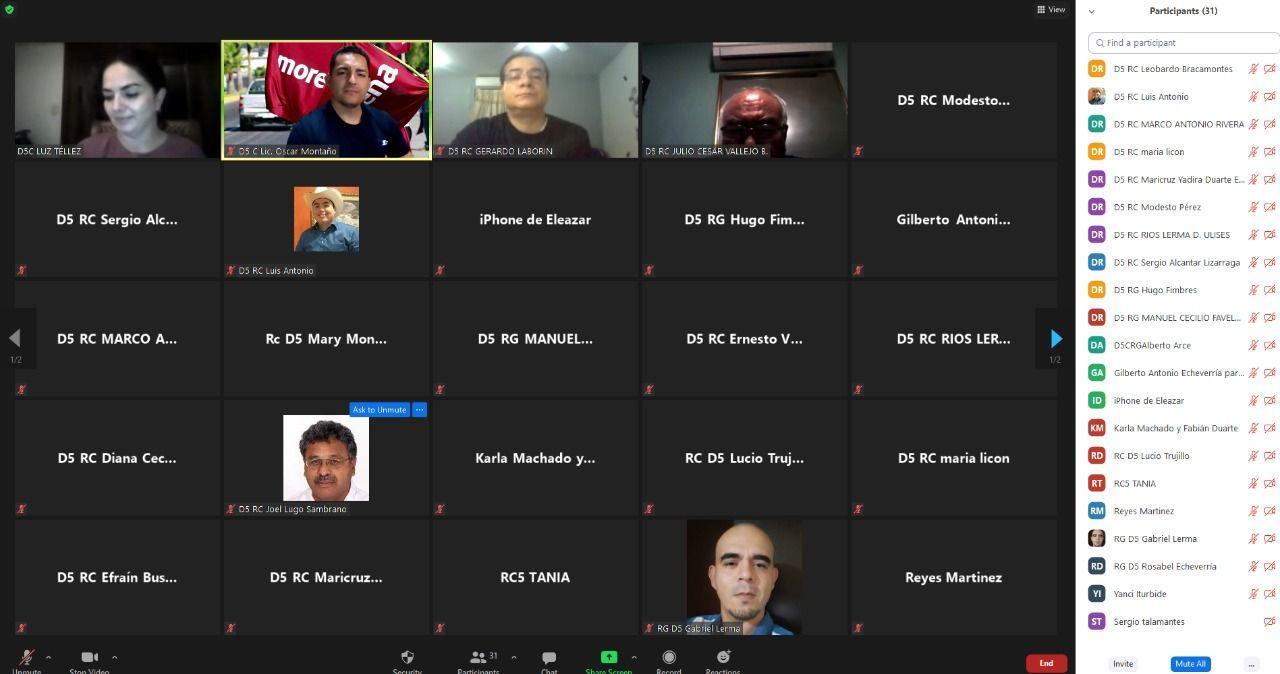 View
Participants (31)
Find a participant
more
ena
D5C LUZ TÉLLEZ
D5 C Lic. Oscar Montaño
D5 RC GERARDO LABORIN
D5 RC JULIO CESAR VALLEJO B.
D5 RC Modesto...
D5 RC Sergio Alc...
D5 RC Luis Antonio
iPhone de Eleazar
D5 RG Hugo Fim...
Gilberto Antoni...
D5 RC MARCO A...
Rc D5 Mary Mon...
D5 RG MANUEL...
D5 RC Ernesto V...
D5 RC RIOS LER...
1/2
1/2
D5 RC Diana Cec...
Ask to Unmute
...
D5 RC Joel Lugo Sambrano
Karla Machado y...
RC D5 Lucio Truj...
D5 RC maria licon
D5 RC Efraín Bus...
D5 RC Maricruz...
RC5 TANIA
RG D5 Gabriel Lerma
Reyes Martinez
DR D5 RC Leobardo Bracamontes
D5 RC Luis Antonio
DR D5 RC MARCO ANTONIO RIVERA
DR D5 RC maria licon
DR D5 RC Maricruz Yadira Duarte E...
DR D5 RC Modesto Pérez
DR D5 RC RIOS LERMA D. ULISES
DR D5 RC Sergio Alcantar Lizarraga
DR D5 RG Hugo Fimbres
DR D5 RG MANUEL CECILIO FAVEL...
DA D5CRGAlberto Arce
GA Gilberto Antonio Echeverría par...
ID iPhone de Eleazar
KM Karla Machado y Fabián Duarte
RD RC D5 Lucio Trujillo
RT RC5 TANIA
RM Reyes Martinez
RG D5 Gabriel Lerma
RD RG D5 Rosabel Echeverría
YI Yanci Iturbide
ST Sergio talamantes
Unmute
Stop Video
Security
31
Participants
Chat
Share Screen
Record
Reactions
End
Invite
Mute All
...